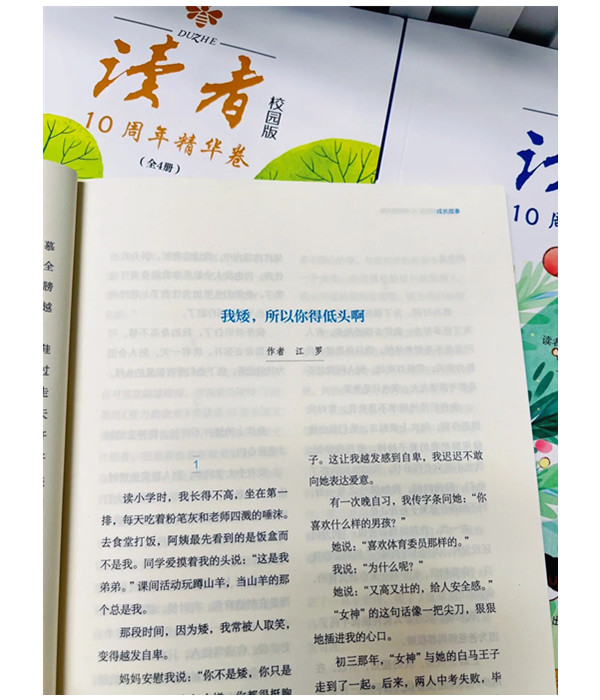 DUZHE
读者
校园版
10周年精华卷
（全4册）
10
读者
成长故事
我矮，所以你得低头啊
作者 江 罗
1
读小学时，我长得不高，坐在第一
排，每天吃着粉笔灰和老师四溅的唾沫。
去食堂打饭，阿姨最先看到的是饭盒而
不是我。同学爱摸着我的头说：“这是我
弟弟。”课间活动玩蹲山羊，当山羊的那
个总是我。
那段时间，因为矮，我常被人取笑，
变得越发自卑。
妈妈安慰我说：“你不是矮，你只是
子。这让我越发感到自卑，我迟迟不敢
向她表达爱意。
有一次晚自习，我传字条问她：“你
喜欢什么样的男孩？”
她说：“喜欢体育委员那样的。”
我说：“为什么呢？”
她说：“又高又壮的，给人安全感。”
“女神”的这句话像一把尖刀，狠狠
地插进我的心口。
初三那年，“女神”与她的白马王子
走到了一起。后来，两人中考失败，毕
墓
全
膀
越
过